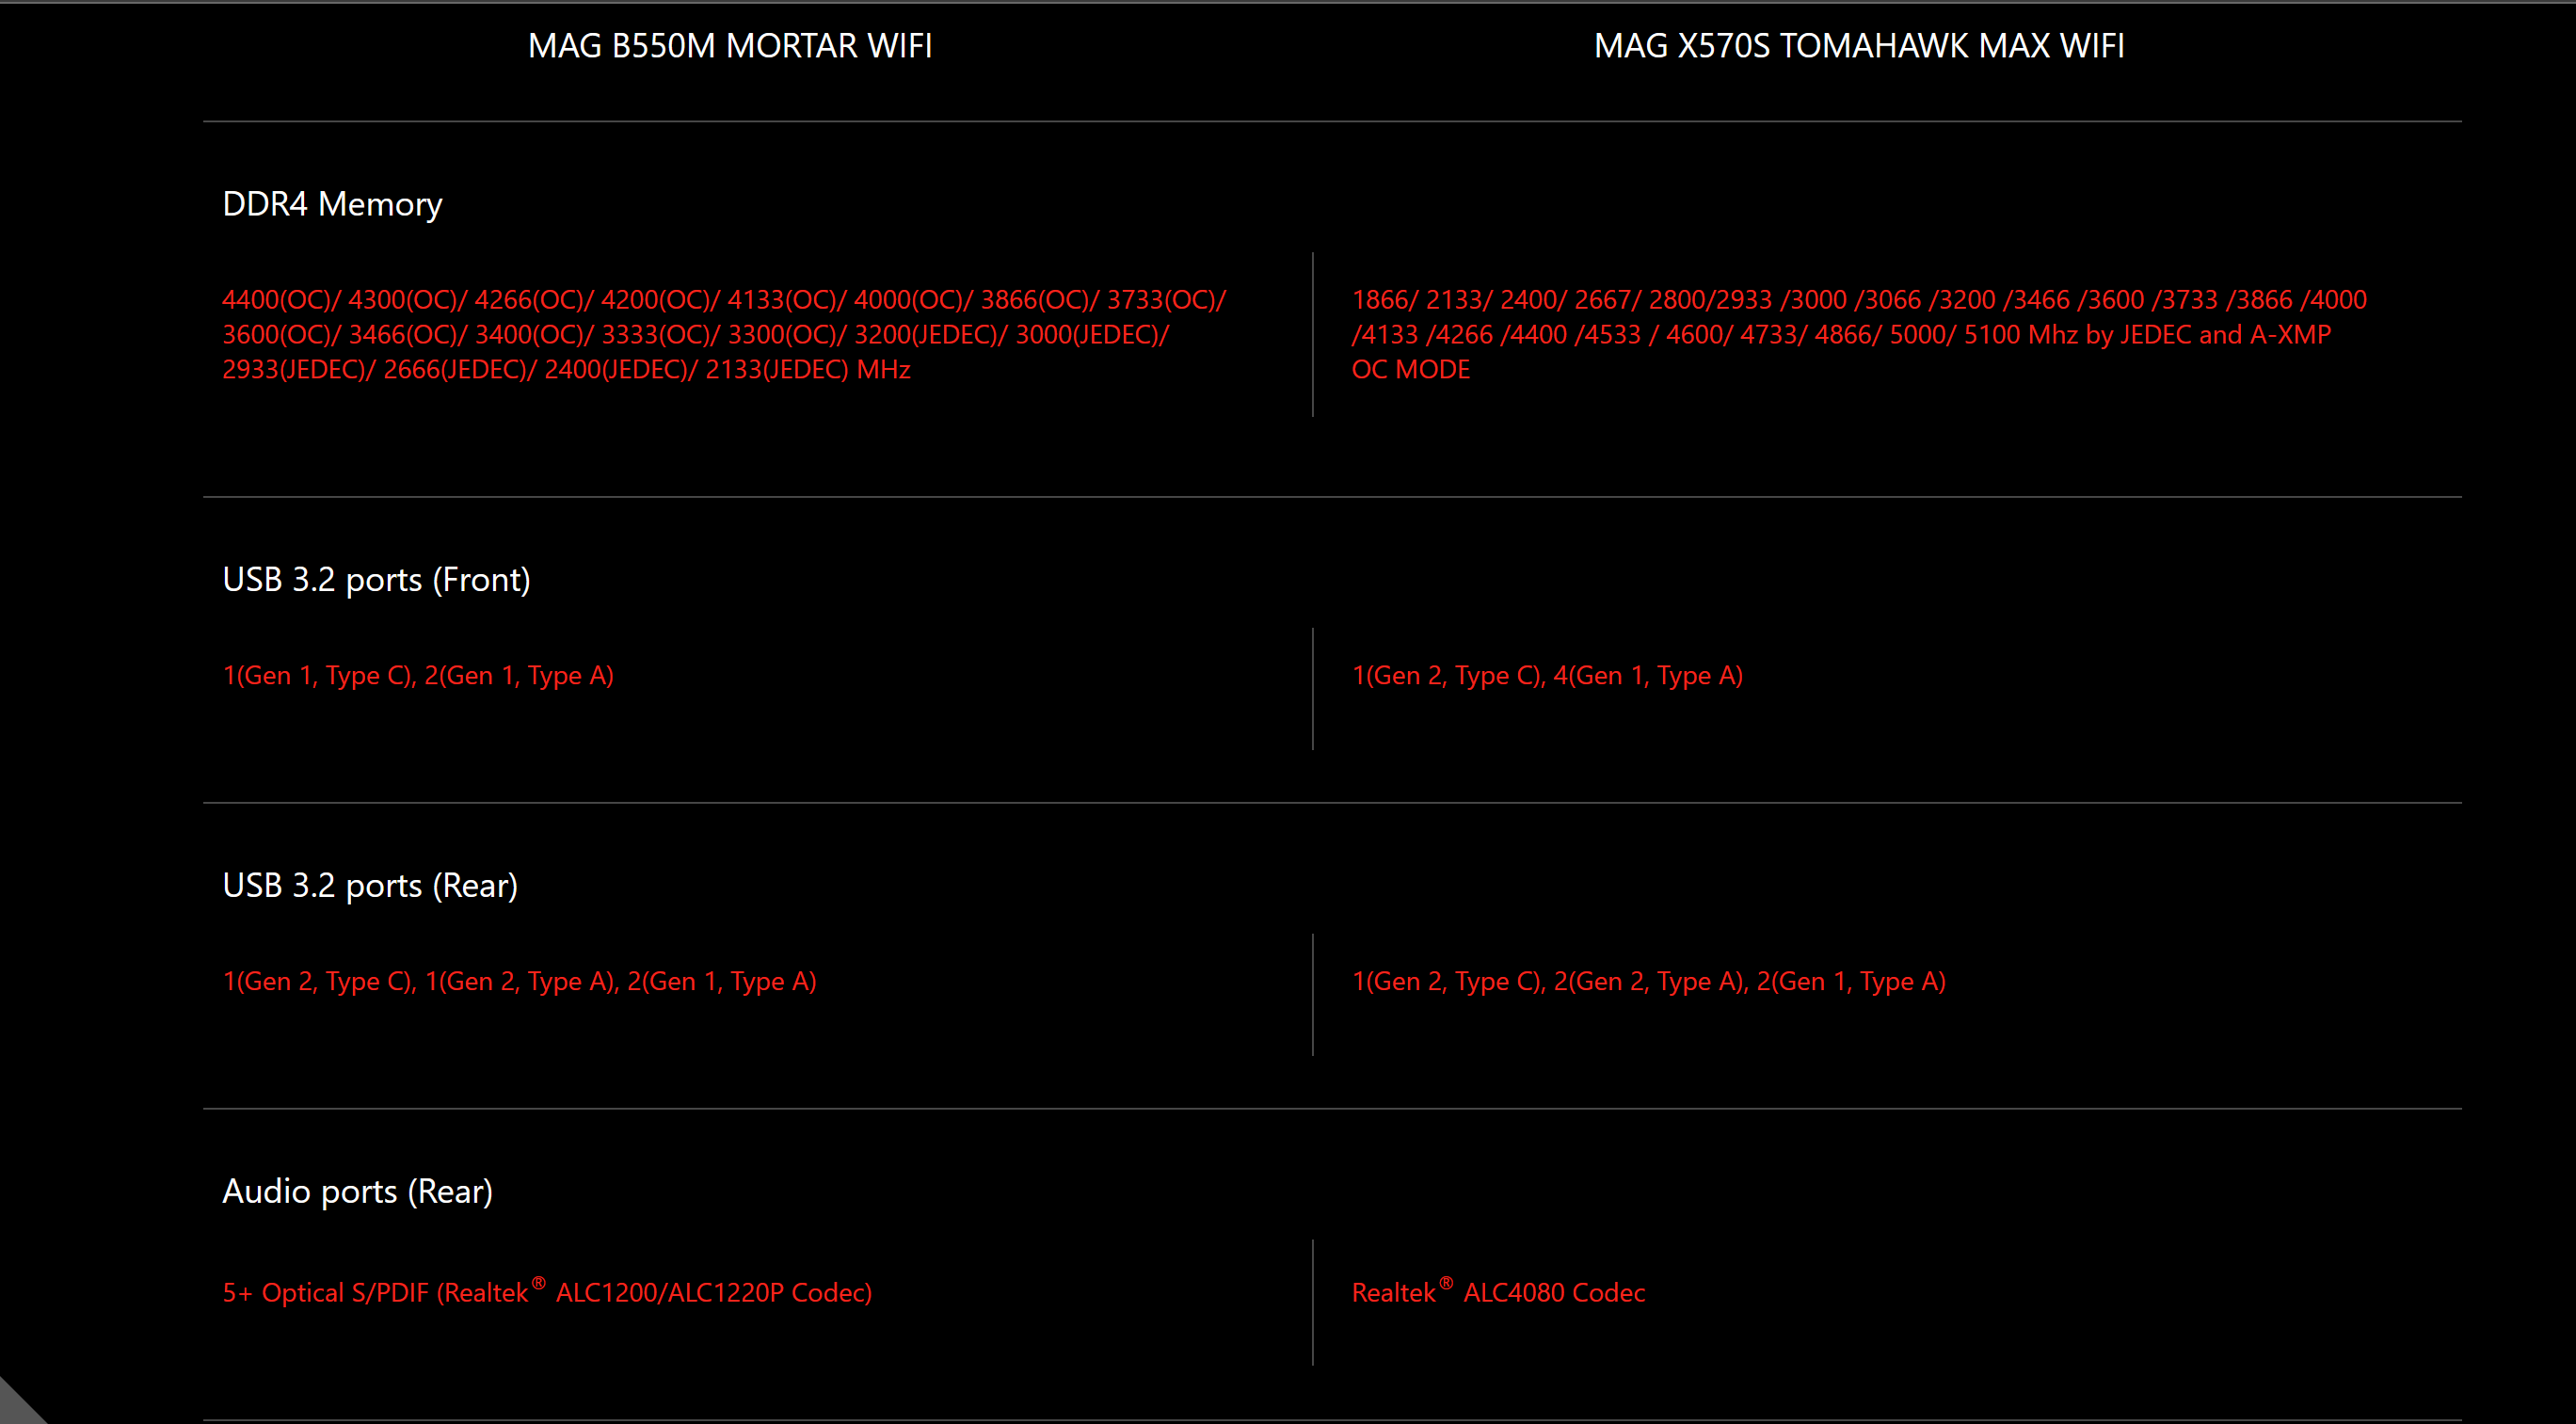 MAG B550M MORTAR WIFI
MAG X570S TOMAHAWK MAX WIFI
DDR4 Memory
4400(OC)/ 4300(OC)/ 4266(OC)/ 4200(OC)/ 4133(OC)/ 4000(OC)/ 3866(OC)/ 3733(OC)/
3600(OC)/ 3466(OC)/ 3400(OC)/ 3333(OC)/ 3300(OC)/ 3200(JEDEC)/ 3000(JEDEC)/
2933(JEDEC)/ 2666(JEDEC)/ 2400(JEDEC)/ 2133(JEDEC) MHz
1866/ 2133/ 2400/ 2667/ 2800/2933 /3000 /3066 /3200 /3466 /3600 /3733 /3866 /4000
/4133 /4266 /4400 /4533 / 4600/ 4733/ 4866/ 5000/ 5100 Mhz by JEDEC and A-XMP
OC MODE
USB 3.2 ports (Front)
1(Gen 1, Type C), 2(Gen 1, Type A)
1(Gen 2, Type C), 4(Gen 1, Type A)
USB 3.2 ports (Rear)
1(Gen 2, Type C), 1(Gen 2, Type A), 2(Gen 1, Type A)
1(Gen 2, Type C), 2(Gen 2, Type A), 2(Gen 1, Type A)
Audio ports (Rear)
5+ Optical S/PDIF (Realtek® ALC1200/ALC1220P Codec)
Realtek® ALC4080 Codec